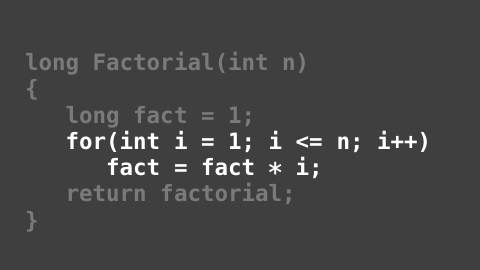 long Factorial(int n)
{
long fact = 1;
for(int i = 1; i <= n; i++)
fact = fact * i;
return factorial;
}